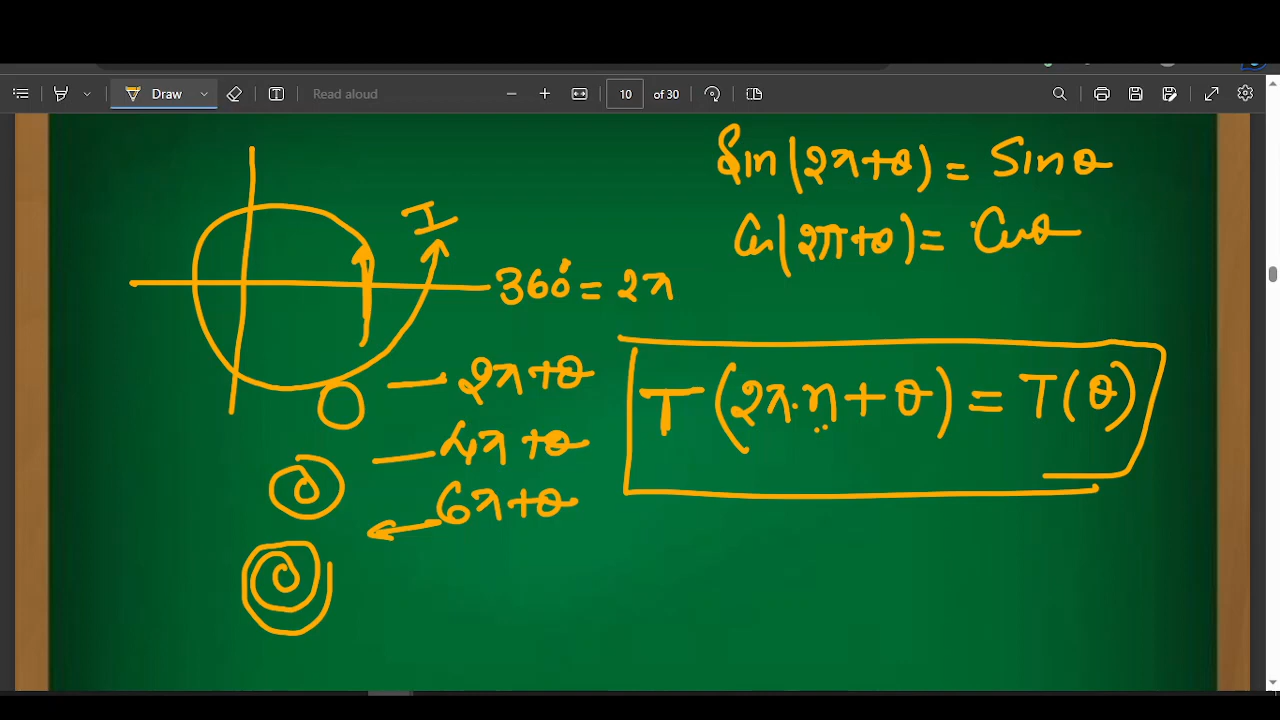 Draw
Read aloud
10 of 30
Sin(2π+θ) = Sinθ
Cos(2π+θ) = Cosθ
I
360° = 2π
2π+θ
4π+θ
6π+θ
T(2π·n+θ) = T(θ)